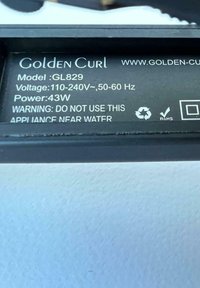 Golden Curl WWW.GOLDEN-CU
Model :GL829
Voltage:110-240V~,50-60 Hz
Power:43W
WARNING: DO NOT USE THIS
APPLIANCE NEAR WATER
RoHS